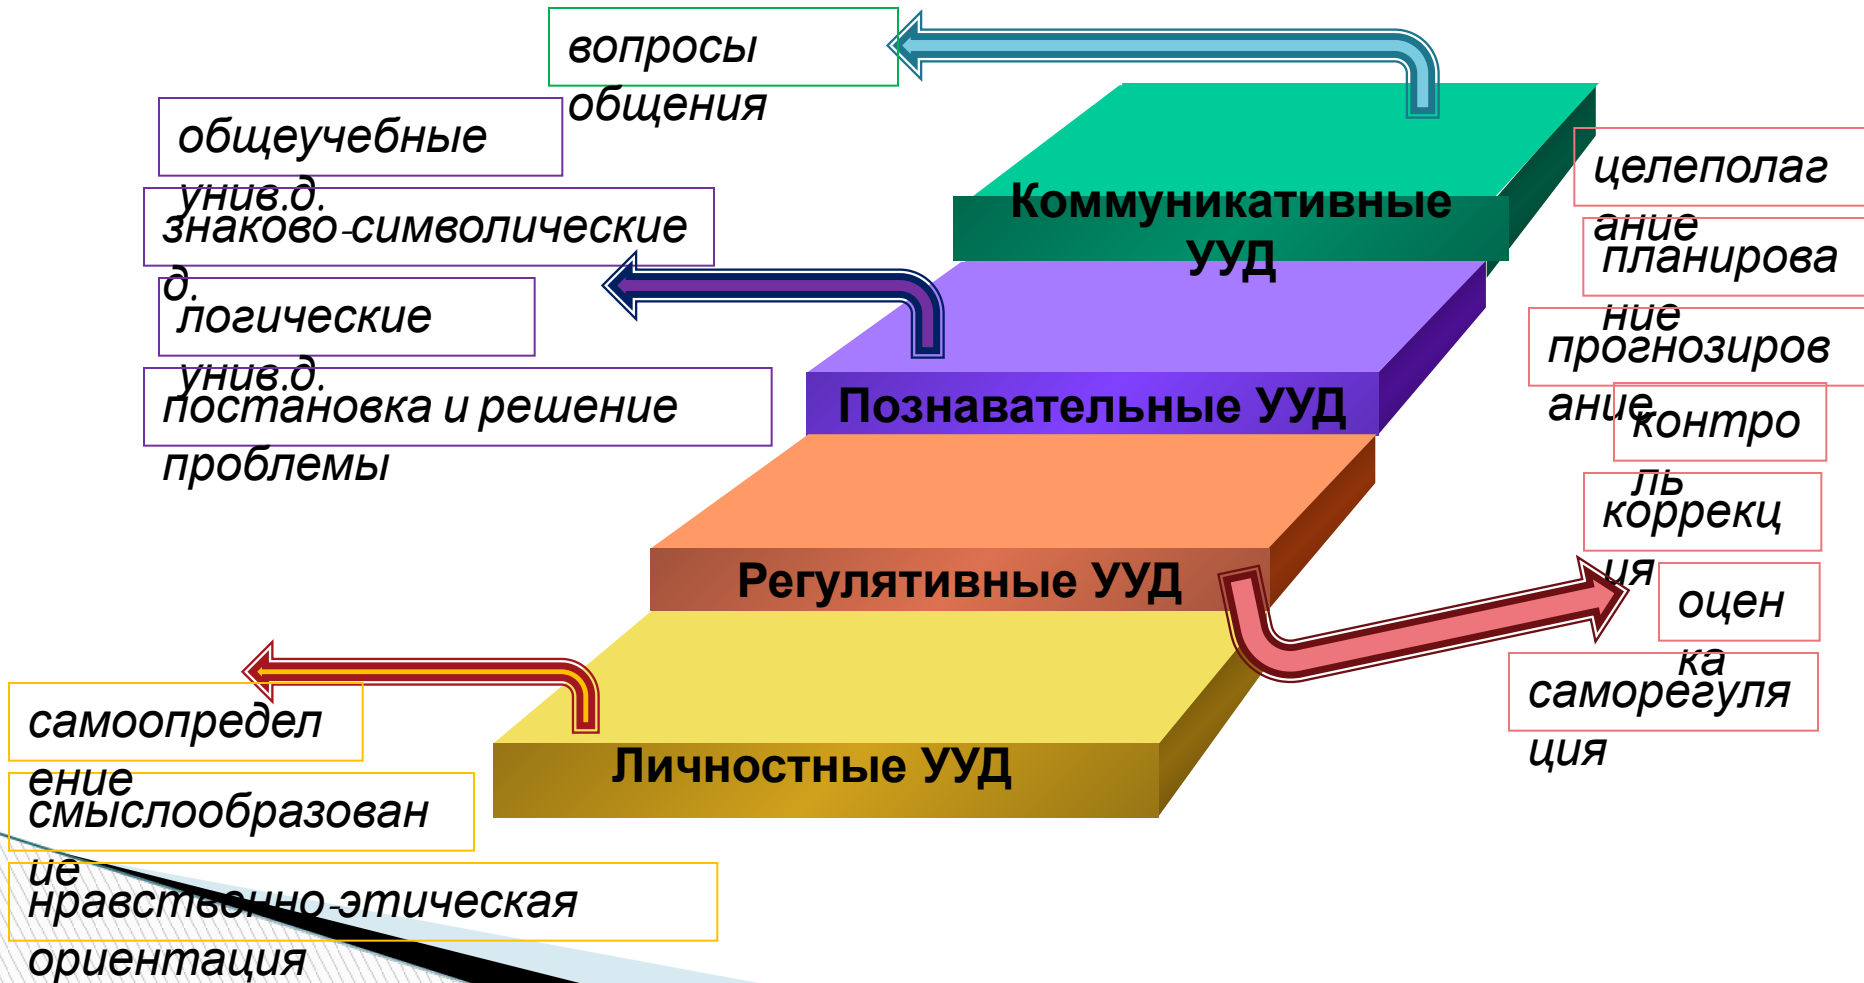 вопросы
общения
общеучебные
унив.д.
знаково-символические
д.
логические
унив.д.
постановка и решение
проблемы
Коммуникативные
УУД
Познавательные УУД
Регулятивные УУД
Личностные УУД
целеполаг
ание
планирова
ние
прогнозиров
ание
контро
ль
коррекц
ия
оцен
ка
саморегуля
ция
самоопредел
ение
смыслообразован
ие
нравственно-этическая
ориентация